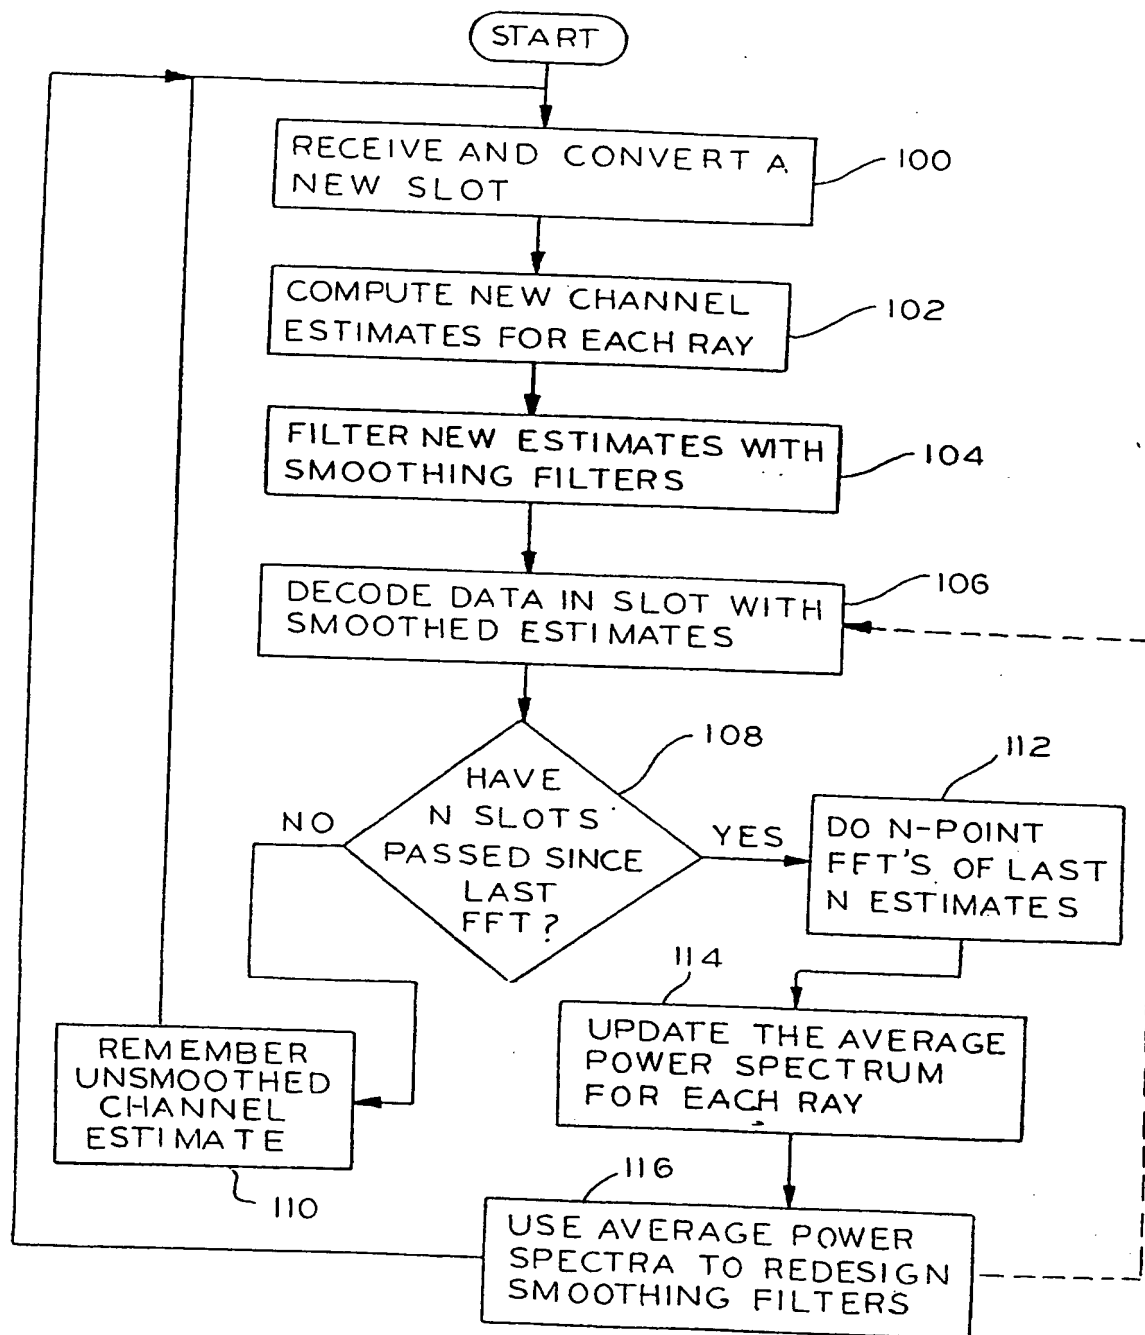 START
RECEIVE AND CONVERT A
NEW SLOT
100
COMPUTE NEW CHANNEL
ESTIMATES FOR EACH RAY
102
FILTER NEW ESTIMATES WITH
SMOOTHING FILTERS
104
DECODE DATA IN SLOT WITH
SMOOTHED ESTIMATES
106
HAVE
N SLOTS
PASSED SINCE
LAST
FFT?
108
NO
YES
112
DO N-POINT
FFT'S OF LAST
N ESTIMATES
114
UPDATE THE AVERAGE
POWER SPECTRUM
FOR EACH RAY
REMEMBER
UNSMOOTHED
CHANNEL
ESTIMATE
110
116
USE AVERAGE POWER
SPECTRA TO REDESIGN
SMOOTHING FILTERS